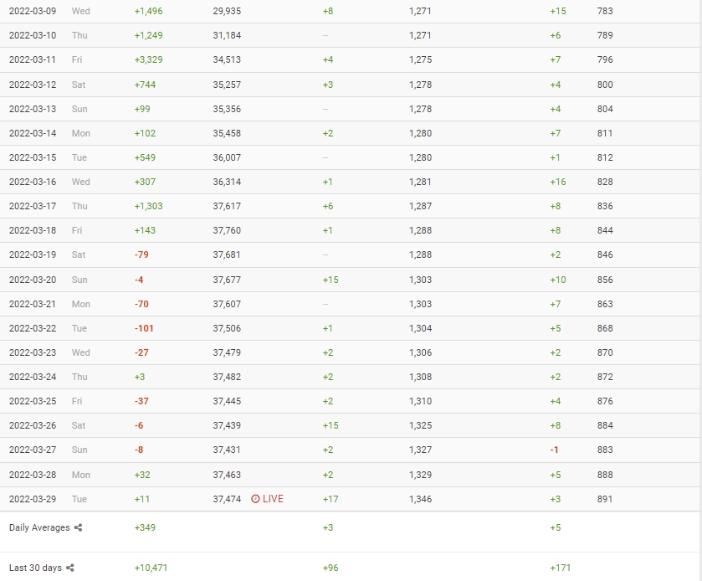 2022-03-09 Wed +1,496 29,935 +8 1,271 +15 783
2022-03-10 Thu +1,249 31,184 -- 1,271 +6 789
2022-03-11 Fri +3,329 34,513 +4 1,275 +7 796
2022-03-12 Sat +744 35,257 +3 1,278 +4 800
2022-03-13 Sun +99 35,356 -- 1,278 +4 804
2022-03-14 Mon +102 35,458 +2 1,280 +7 811
2022-03-15 Tue +549 36,007 -- 1,280 +1 812
2022-03-16 Wed +307 36,314 +1 1,281 +16 828
2022-03-17 Thu +1,303 37,617 +6 1,287 +8 836
2022-03-18 Fri +143 37,760 +1 1,288 +8 844
2022-03-19 Sat -79 37,681 -- 1,288 +2 846
2022-03-20 Sun -4 37,677 +15 1,303 +10 856
2022-03-21 Mon -70 37,607 -- 1,303 +7 863
2022-03-22 Tue -101 37,506 +1 1,304 +5 868
2022-03-23 Wed -27 37,479 +2 1,306 +2 870
2022-03-24 Thu +3 37,482 +2 1,308 +2 872
2022-03-25 Fri -37 37,445 +2 1,310 +4 876
2022-03-26 Sat -6 37,439 +15 1,325 +8 884
2022-03-27 Sun -8 37,431 +2 1,327 -1 883
2022-03-28 Mon +32 37,463 +2 1,329 +5 888
2022-03-29 Tue +11 37,474 LIVE +17 1,346 +3 891
Daily Averages +349 +3 +5
Last 30 days +10,471 +96 +171